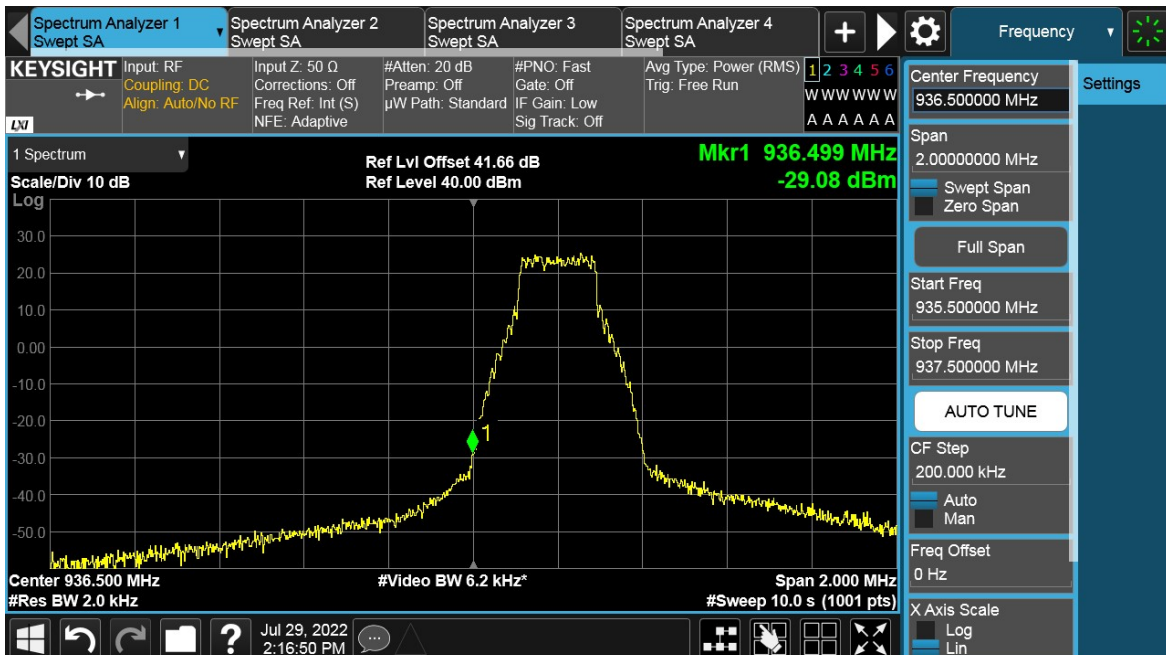 Spectrum Analyzer 1
Swept SA
Spectrum Analyzer 2
Swept SA
Spectrum Analyzer 3
Swept SA
Spectrum Analyzer 4
Swept SA
+
Frequency
KEYSIGHT
LXI
Input: RF
Coupling: DC
Align: Auto/No RF
Input Z: 50 Ω
Corrections: Off
Freq Ref: Int (S)
NFE: Adaptive
#Atten: 20 dB
Preamp: Off
µW Path: Standard
#PNO: Fast
Gate: Off
IF Gain: Low
Sig Track: Off
Avg Type: Power (RMS)
Trig: Free Run
1 2 3 4 5 6
W W W W W W
A A A A A A
Center Frequency
936.500000 MHz
Settings
Span
2.00000000 MHz
Swept Span
Zero Span
Full Span
Start Freq
935.500000 MHz
Stop Freq
937.500000 MHz
AUTO TUNE
CF Step
200.000 kHz
Auto
Man
Freq Offset
0 Hz
X Axis Scale
Log
Lin
1 Spectrum
Scale/Div 10 dB
Log
Ref Lvl Offset 41.66 dB
Ref Level 40.00 dBm
Mkr1 936.499 MHz
-29.08 dBm
30.0
20.0
10.0
0.00
-10.0
-20.0
-30.0
-40.0
-50.0
1
Center 936.500 MHz
#Res BW 2.0 kHz
#Video BW 6.2 kHz*
Span 2.000 MHz
#Sweep 10.0 s (1001 pts)
?
Jul 29, 2022
2:16:50 PM